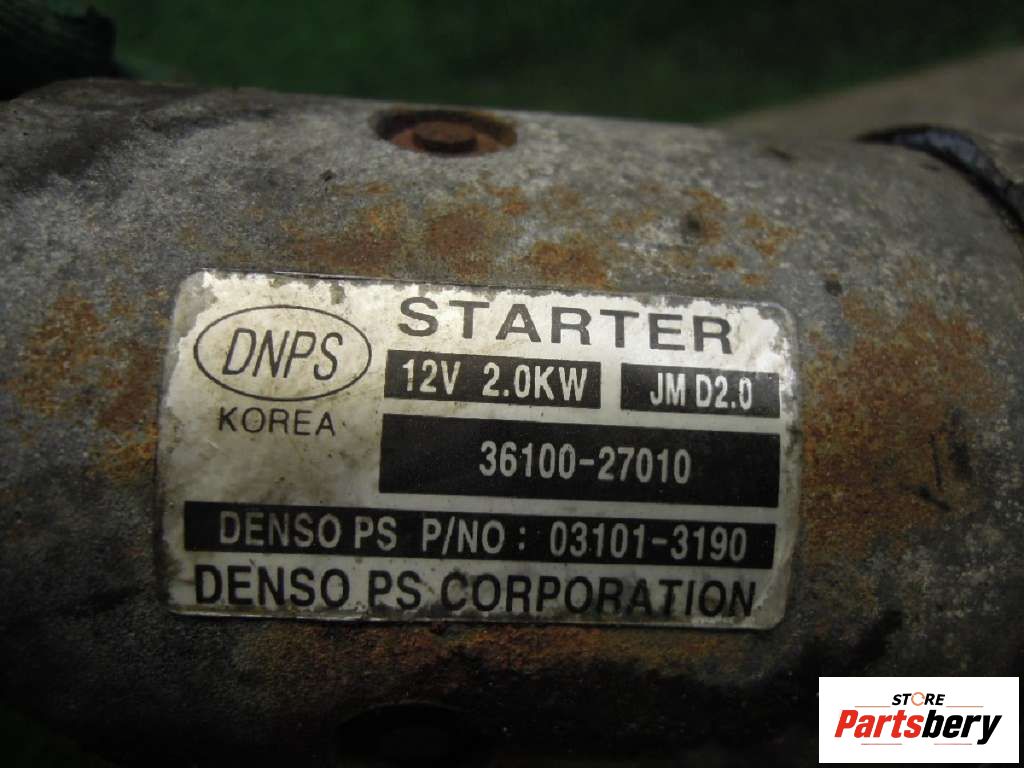 STARTER
DNPS
KOREA
12V 2.0KW JM D2.0
36100-27010
DENSO PS P/NO : 03101-3190
DENSO PS CORPORATION
STORE
Partsbery